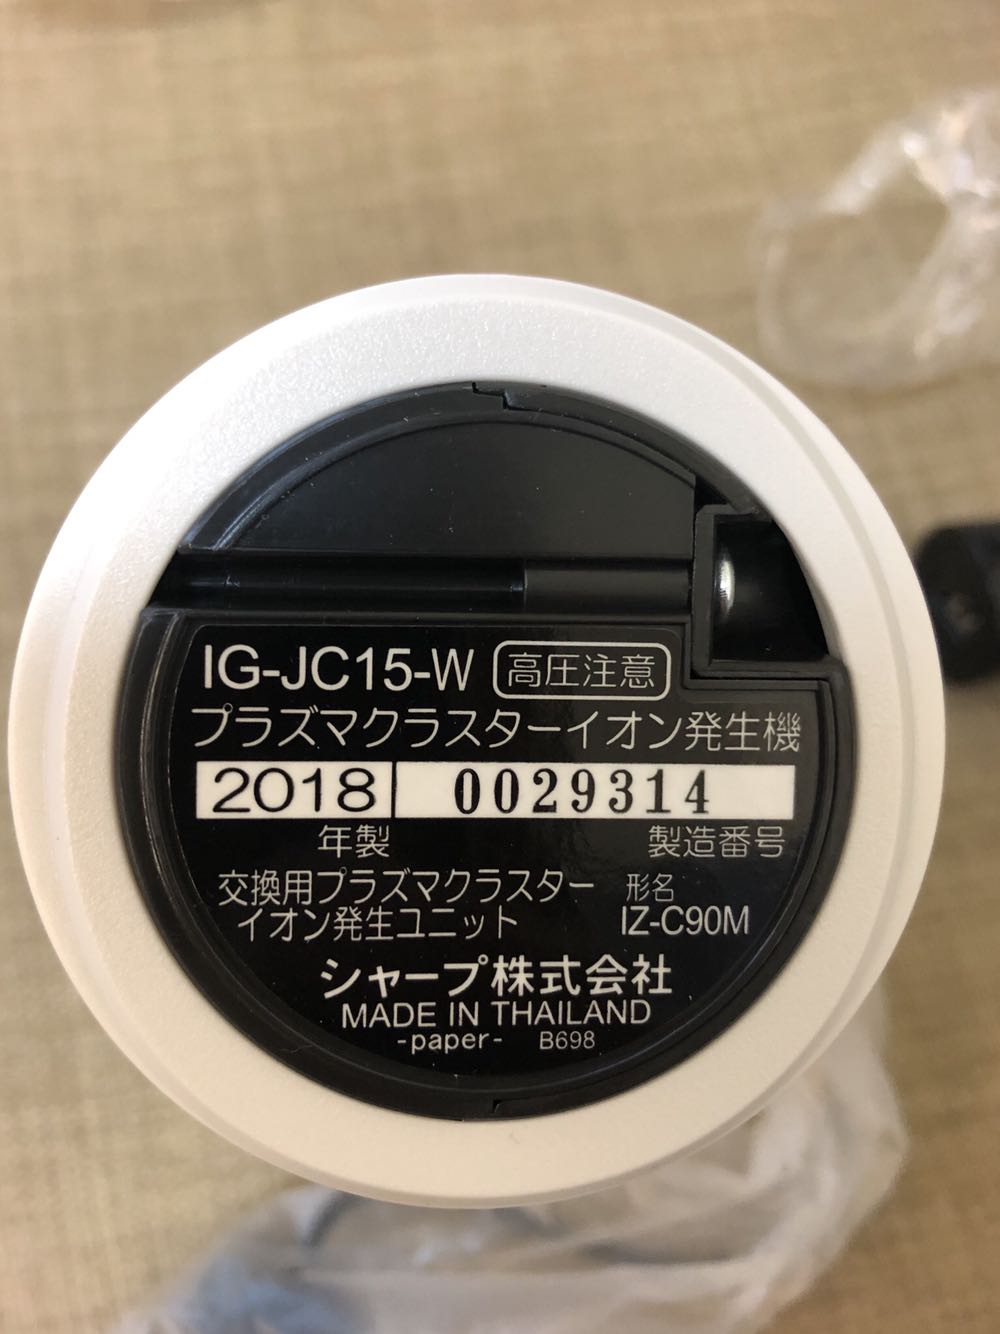 IG-JC15-W 高圧注意
プラズマクラスターイオン発生機
2018 0029314
年製 製造番号
交換用プラズマクラスター 形名
イオン発生ユニット IZ-C90M
シャープ株式会社
MADE IN THAILAND
-paper- B698